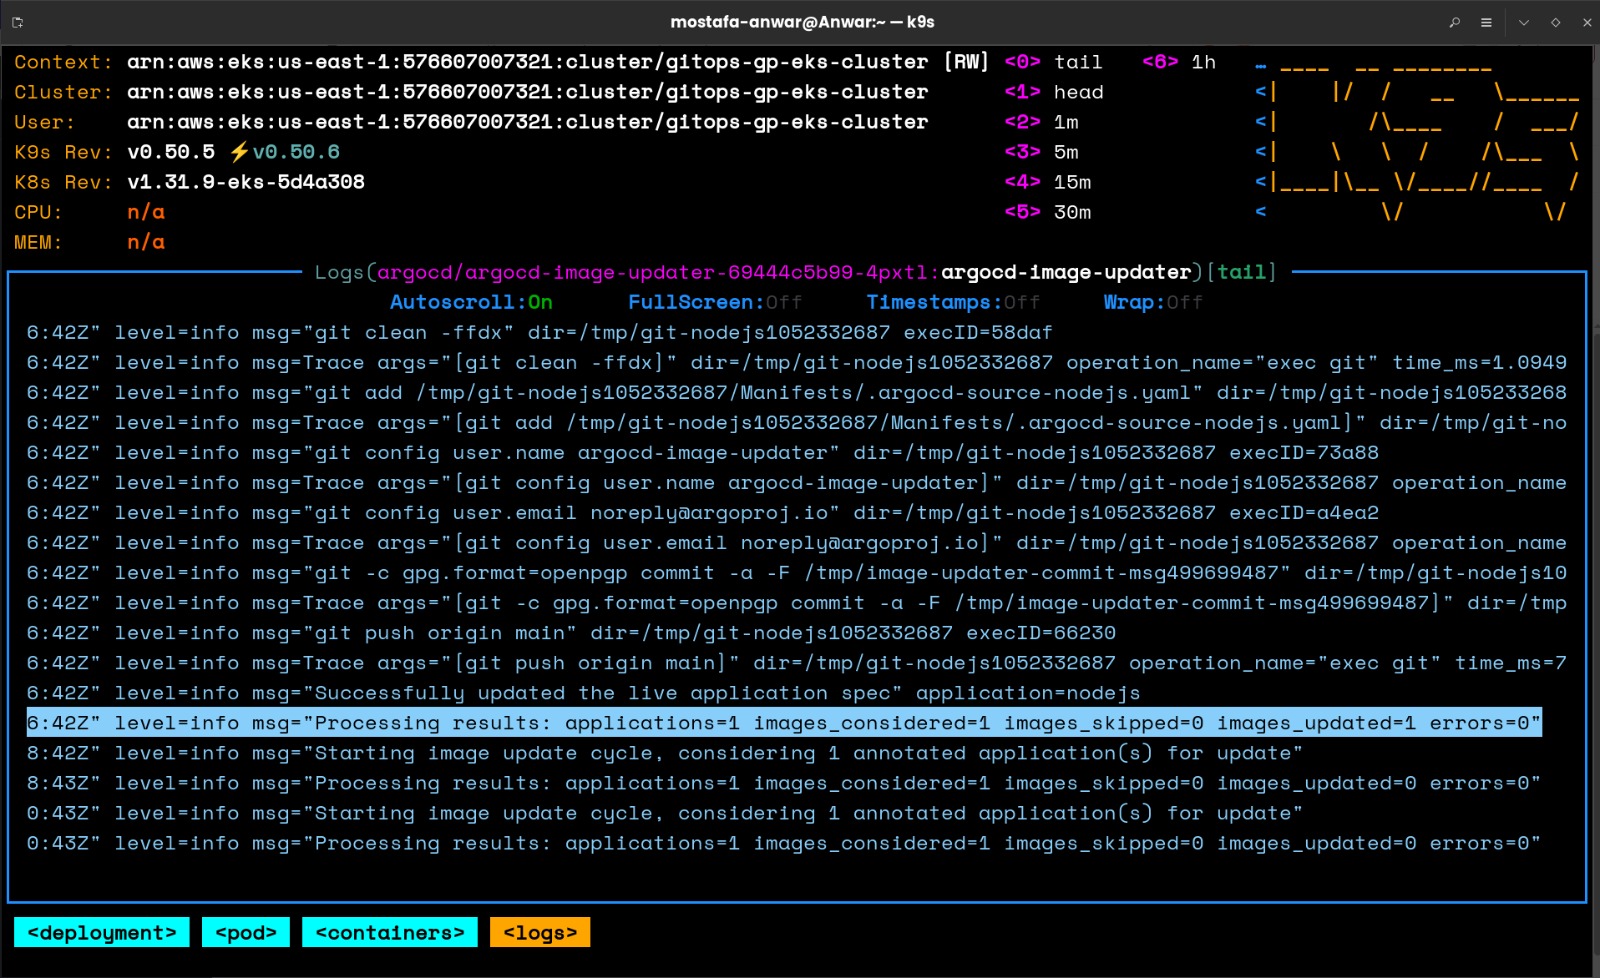 mostafa-anwar@Anwar:~ — k9s
Context: arn:aws:eks:us-east-1:576607007321:cluster/gitops-gp-eks-cluster [RW] <0> tail <6> 1h
Cluster: arn:aws:eks:us-east-1:576607007321:cluster/gitops-gp-eks-cluster <1> head
User: arn:aws:eks:us-east-1:576607007321:cluster/gitops-gp-eks-cluster <2> 1m
K9s Rev: v0.50.5 ⚡v0.50.6 <3> 5m
K8s Rev: v1.31.9-eks-5d4a308 <4> 15m
CPU: n/a <5> 30m
MEM: n/a
Logs(argocd/argocd-image-updater-69444c5b99-4pxtl:argocd-image-updater)[tail]
Autoscroll:On FullScreen:Off Timestamps:Off Wrap:Off
6:42Z" level=info msg="git clean -ffdx" dir=/tmp/git-nodejs1052332687 execID=58daf
6:42Z" level=info msg=Trace args="[git clean -ffdx]" dir=/tmp/git-nodejs1052332687 operation_name="exec git" time_ms=1.0949
6:42Z" level=info msg="git add /tmp/git-nodejs1052332687/Manifests/.argocd-source-nodejs.yaml" dir=/tmp/git-nodejs105233268
6:42Z" level=info msg=Trace args="[git add /tmp/git-nodejs1052332687/Manifests/.argocd-source-nodejs.yaml]" dir=/tmp/git-no
6:42Z" level=info msg="git config user.name argocd-image-updater" dir=/tmp/git-nodejs1052332687 execID=73a88
6:42Z" level=info msg=Trace args="[git config user.name argocd-image-updater]" dir=/tmp/git-nodejs1052332687 operation_name
6:42Z" level=info msg="git config user.email noreply@argoproj.io" dir=/tmp/git-nodejs1052332687 execID=a4ea2
6:42Z" level=info msg=Trace args="[git config user.email noreply@argoproj.io]" dir=/tmp/git-nodejs1052332687 operation_name
6:42Z" level=info msg="git -c gpg.format=openpgp commit -a -F /tmp/image-updater-commit-msg499699487" dir=/tmp/git-nodejs10
6:42Z" level=info msg=Trace args="[git -c gpg.format=openpgp commit -a -F /tmp/image-updater-commit-msg499699487]" dir=/tmp
6:42Z" level=info msg="git push origin main" dir=/tmp/git-nodejs1052332687 execID=66230
6:42Z" level=info msg=Trace args="[git push origin main]" dir=/tmp/git-nodejs1052332687 operation_name="exec git" time_ms=7
6:42Z" level=info msg="Successfully updated the live application spec" application=nodejs
6:42Z" level=info msg="Processing results: applications=1 images_considered=1 images_skipped=0 images_updated=1 errors=0"
8:42Z" level=info msg="Starting image update cycle, considering 1 annotated application(s) for update"
8:43Z" level=info msg="Processing results: applications=1 images_considered=1 images_skipped=0 images_updated=0 errors=0"
0:43Z" level=info msg="Starting image update cycle, considering 1 annotated application(s) for update"
0:43Z" level=info msg="Processing results: applications=1 images_considered=1 images_skipped=0 images_updated=0 errors=0"
<deployment> <pod> <containers> <logs>